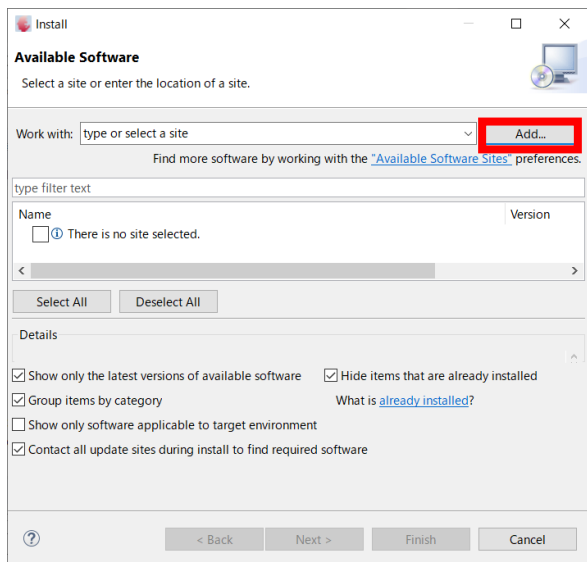 Install
Available Software
Select a site or enter the location of a site.
Work with: type or select a site Add...
Find more software by working with the "Available Software Sites" preferences.
type filter text
Name Version
There is no site selected.
Select All Deselect All
Details
Show only the latest versions of available software Hide items that are already installed
Group items by category What is already installed?
Show only software applicable to target environment
Contact all update sites during install to find required software
? < Back Next > Finish Cancel